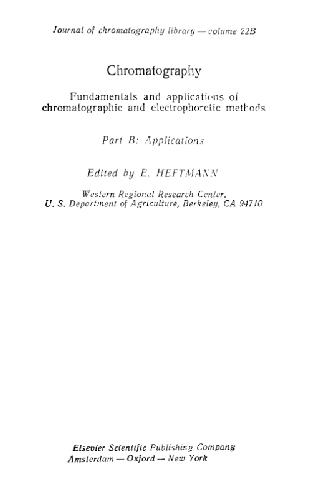 Journal of chromatography library — volume 22B
Chromatography
Fundamentals and applications of
chromatographic and electrophoretic methods
Part B: Applications
Edited by E. HEFTMANN
Western Regional Research Center,
U. S. Department of Agriculture, Berkeley, CA 94710
Elsevier Scientific Publishing Company
Amsterdam — Oxford — New York